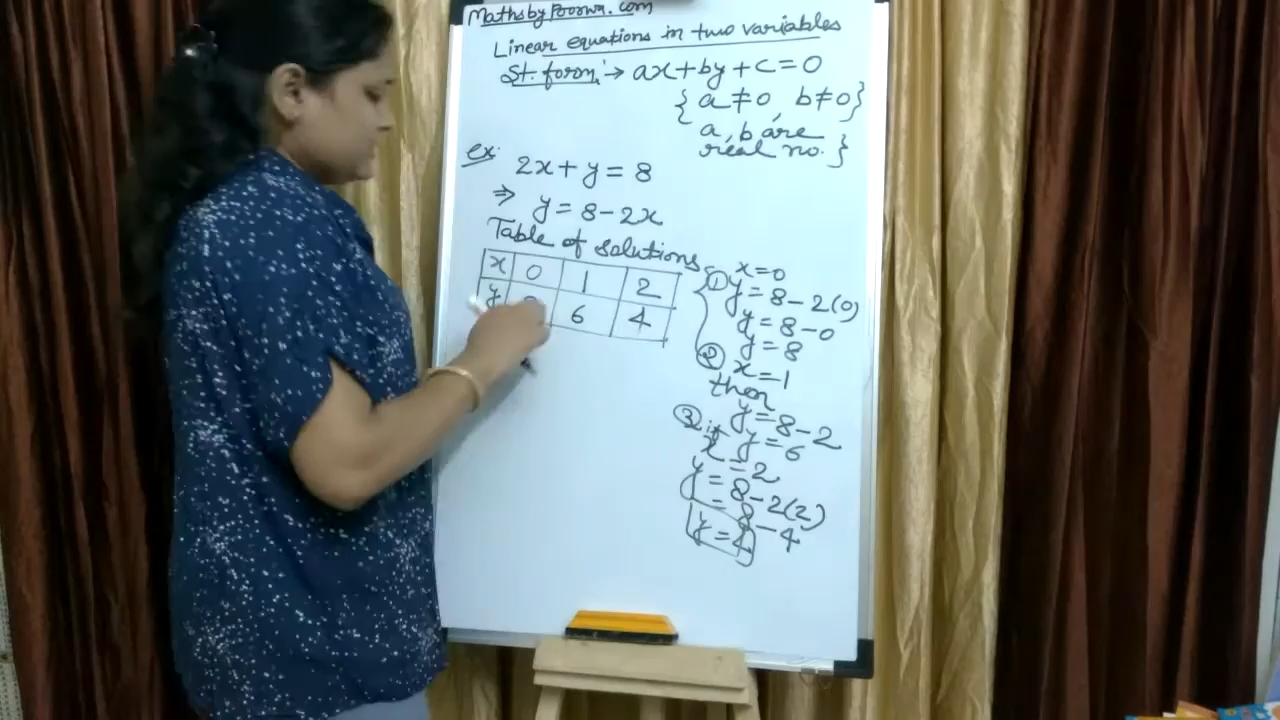 MathsbyPoonam.com
Linear equations in two variables
St. form:→ ax+by+c=0
{ a≠0, b≠0}
a, b are
real no. }
ex.
2x+y=8
⇒ y=8-2x
Table of solutions
x 0 1 2
y 6 4
① x=0
y=8-2(0)
y=8-0
y=8
② x=1
then
y=8-2
y=6
③ if
x=2
y=8-2(2)
=8-4
y=4